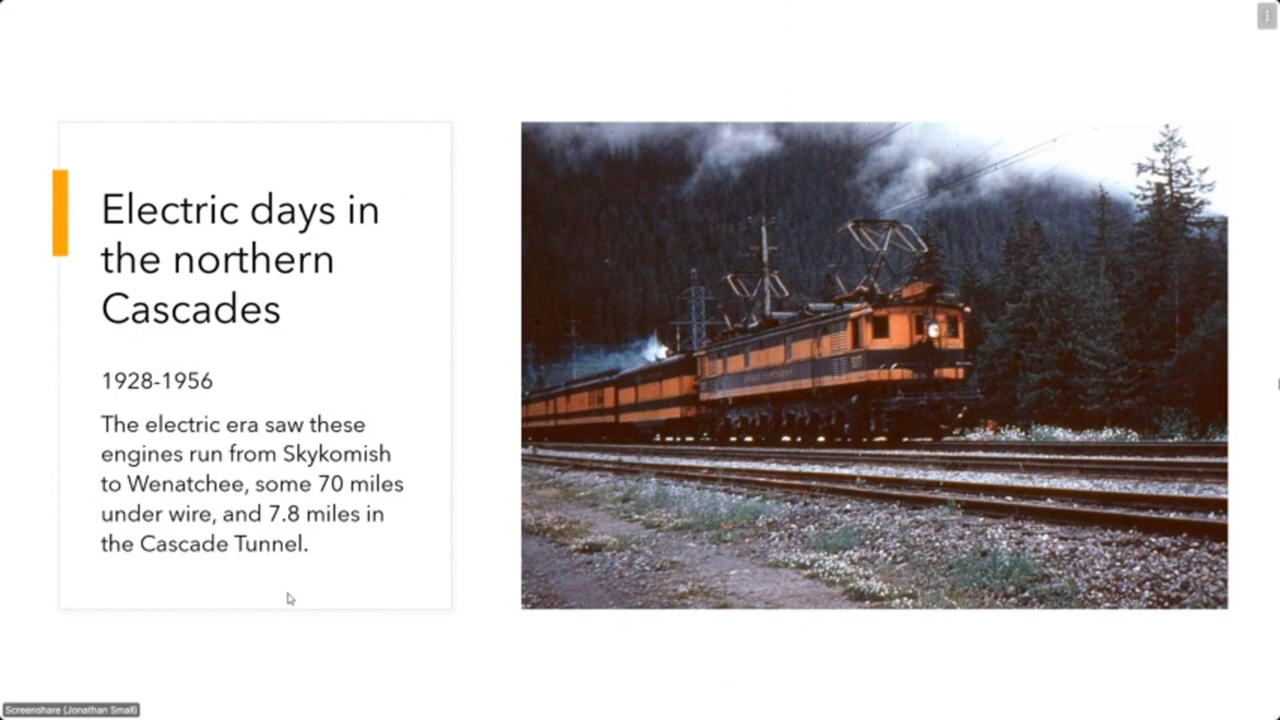 Electric days in
the northern
Cascades
1928-1956
The electric era saw these
engines run from Skykomish
to Wenatchee, some 70 miles
under wire, and 7.8 miles in
the Cascade Tunnel.
GREAT NORTHERN
Screenshare (Jonathan Small)